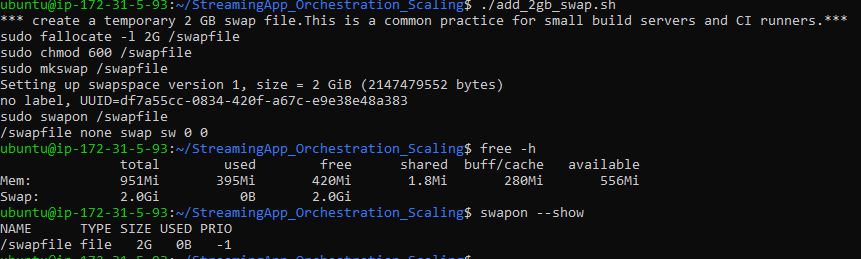 ubuntu@ip-172-31-5-93:~/StreamingApp_Orchestration_Scaling$ ./add_2gb_swap.sh
*** create a temporary 2 GB swap file.This is a common practice for small build servers and CI runners.***
sudo fallocate -l 2G /swapfile
sudo chmod 600 /swapfile
sudo mkswap /swapfile
Setting up swapspace version 1, size = 2 GiB (2147479552 bytes)
no label, UUID=df7a55cc-0834-420f-a67c-e9e38e48a383
sudo swapon /swapfile
/swapfile none swap sw 0 0
ubuntu@ip-172-31-5-93:~/StreamingApp_Orchestration_Scaling$ free -h
total used free shared buff/cache available
Mem: 951Mi 395Mi 420Mi 1.8Mi 280Mi 556Mi
Swap: 2.0Gi 0B 2.0Gi
ubuntu@ip-172-31-5-93:~/StreamingApp_Orchestration_Scaling$ swapon --show
NAME TYPE SIZE USED PRIO
/swapfile file 2G 0B -1